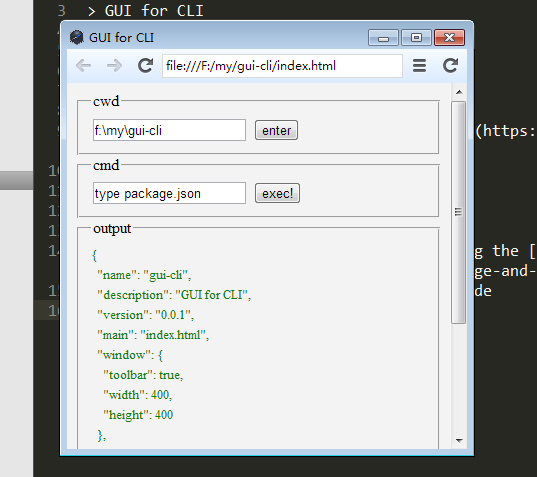 3 > GUI for CLI
GUI for CLI
file:///F:/my/gui-cli/index.html
cwd
f:\my\gui-cli enter
(https:
cmd
type package.json exec!
output
{
g the [
"name": "gui-cli",
ge-and-
"description": "GUI for CLI",
de
"version": "0.0.1",
"main": "index.html",
"window": {
"toolbar": true,
"width": 400,
"height": 400
},